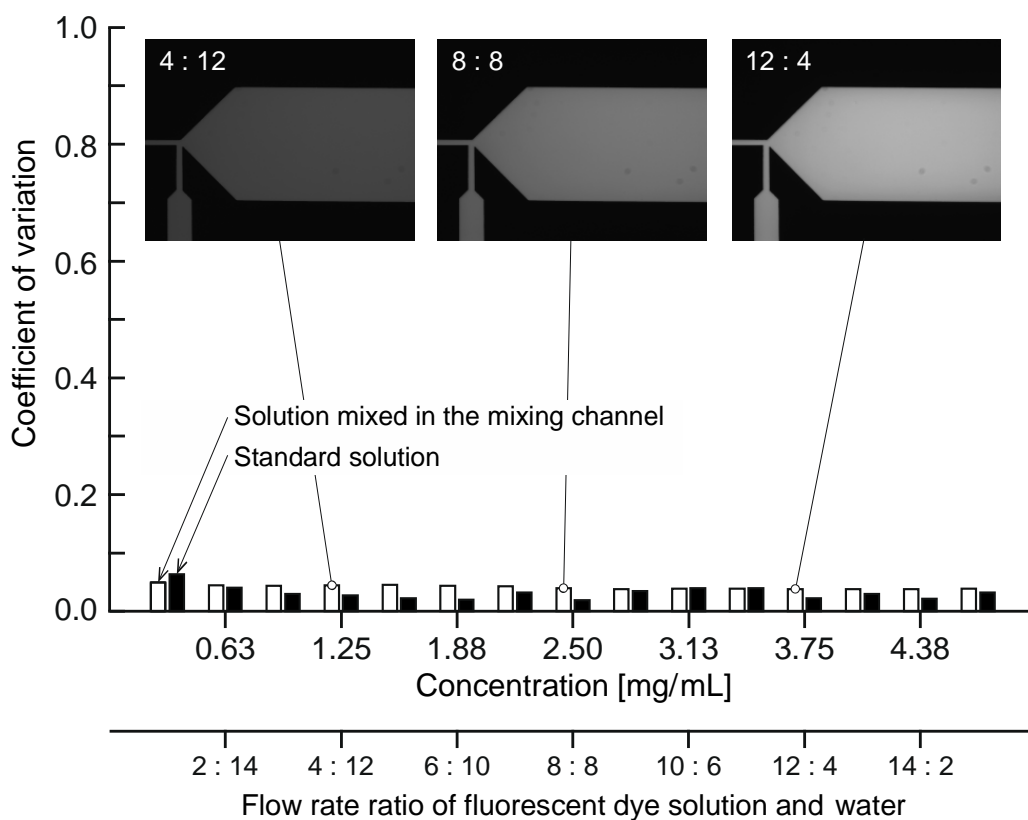 1.0
4 : 12
8 : 8
12 : 4
0.8
0.6
0.4
0.2
0.0
Coefficient of variation
Solution mixed in the mixing channel
Standard solution
0.63 1.25 1.88 2.50 3.13 3.75 4.38
Concentration [mg/mL]
2 : 14 4 : 12 6 : 10 8 : 8 10 : 6 12 : 4 14 : 2
Flow rate ratio of fluorescent dye solution and water